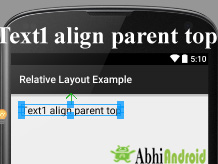 Text1 align parent top
5:10
Relative Layout Example
Text1 align parent top
AbhiAndroid